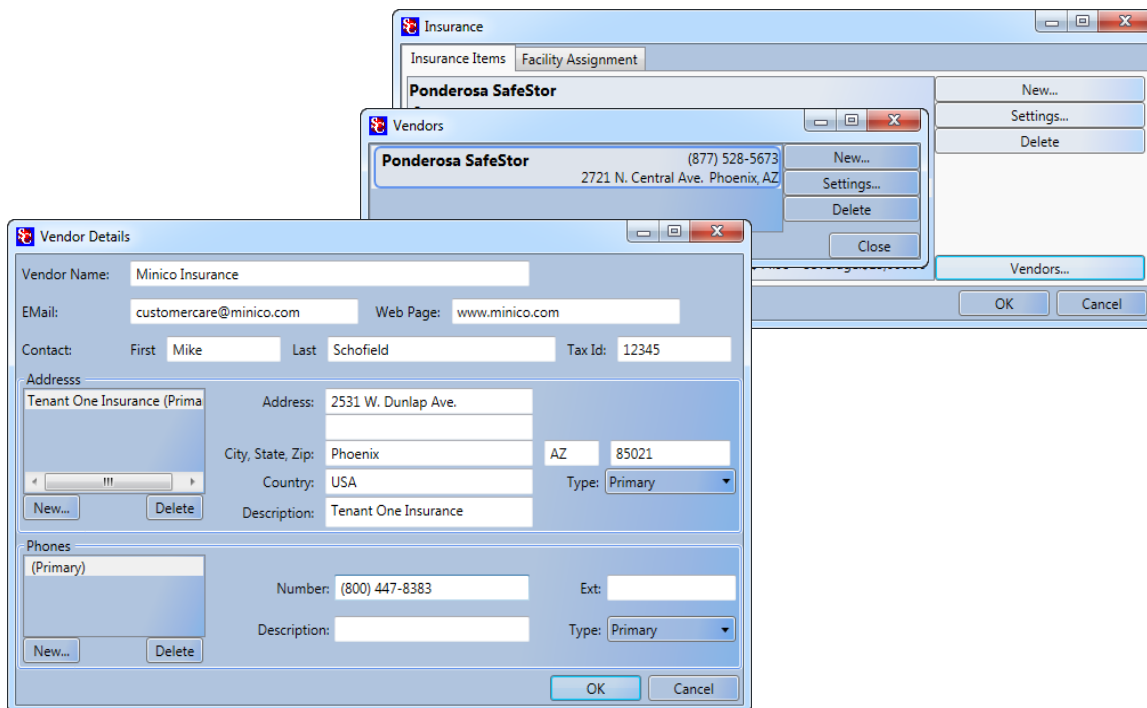 Insurance
Insurance Items Facility Assignment
Ponderosa SafeStor
New...
Settings...
Delete
Vendors...
OK Cancel
Vendors
Ponderosa SafeStor (877) 528-5673
2721 N. Central Ave. Phoenix, AZ
New...
Settings...
Delete
Close
Vendor Details
Vendor Name: Minico Insurance
EMail: customercare@minico.com Web Page: www.minico.com
Contact: First Mike Last Schofield Tax Id: 12345
Addresss
Tenant One Insurance (Prima
Address: 2531 W. Dunlap Ave.
City, State, Zip: Phoenix AZ 85021
Country: USA Type: Primary
New... Delete Description: Tenant One Insurance
Phones
(Primary)
Number: (800) 447-8383 Ext:
Description: Type: Primary
New... Delete
OK Cancel